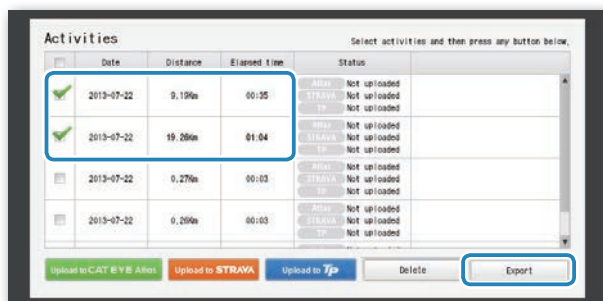 Activities
Select activities and then press any button below.
Date Distance Elapsed time Status
2013-07-22 9.19Km 00:35
Atlas Not uploaded
STRAVA Not uploaded
TP Not uploaded
2013-07-22 19.26Km 01:04
Atlas Not uploaded
STRAVA Not uploaded
TP Not uploaded
2013-07-22 0.27Km 00:03
Atlas Not uploaded
STRAVA Not uploaded
TP Not uploaded
2013-07-22 0.26Km 00:03
Atlas Not uploaded
STRAVA Not uploaded
TP Not uploaded
Upload to CAT EYE Atlas Upload to STRAVA Upload to TP Delete Export